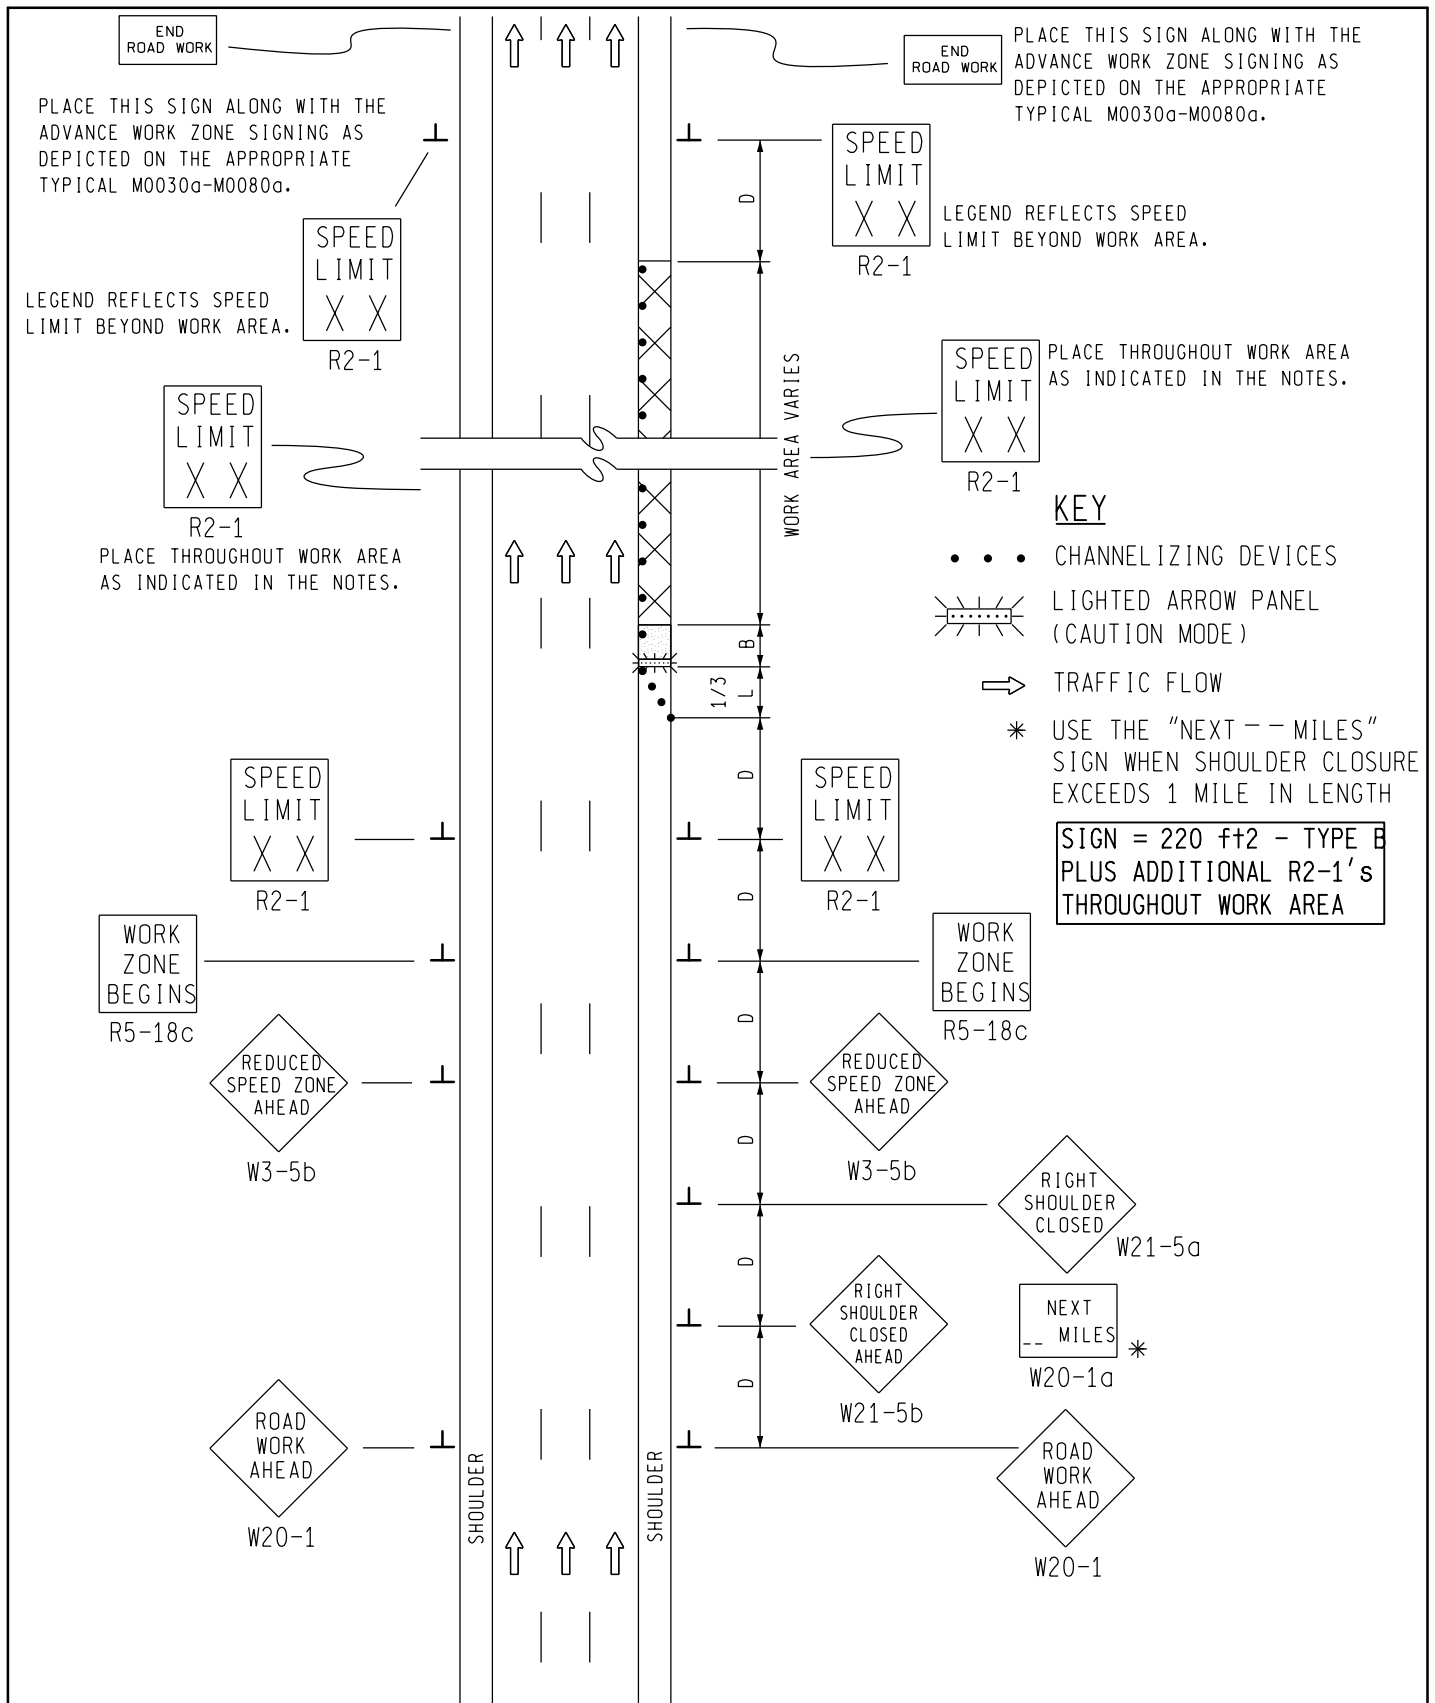 END
ROAD WORK
PLACE THIS SIGN ALONG WITH THE
ADVANCE WORK ZONE SIGNING AS
DEPICTED ON THE APPROPRIATE
TYPICAL M0030a-M0080a.
END
ROAD WORK
PLACE THIS SIGN ALONG WITH THE
ADVANCE WORK ZONE SIGNING AS
DEPICTED ON THE APPROPRIATE
TYPICAL M0030a-M0080a.
SPEED
LIMIT
X X
R2-1
LEGEND REFLECTS SPEED
LIMIT BEYOND WORK AREA.
SPEED
LIMIT
X X
R2-1
LEGEND REFLECTS SPEED
LIMIT BEYOND WORK AREA.
D
SPEED
LIMIT
X X
R2-1
PLACE THROUGHOUT WORK AREA
AS INDICATED IN THE NOTES.
WORK AREA VARIES
SPEED
LIMIT
X X
R2-1
PLACE THROUGHOUT WORK AREA
AS INDICATED IN THE NOTES.
KEY
CHANNELIZING DEVICES
LIGHTED ARROW PANEL
(CAUTION MODE)
TRAFFIC FLOW
* USE THE "NEXT -- MILES"
SIGN WHEN SHOULDER CLOSURE
EXCEEDS 1 MILE IN LENGTH
SIGN = 220 ft2 - TYPE B
PLUS ADDITIONAL R2-1's
THROUGHOUT WORK AREA
B
1/3
L
D
SPEED
LIMIT
X X
R2-1
SPEED
LIMIT
X X
R2-1
D
WORK
ZONE
BEGINS
R5-18c
WORK
ZONE
BEGINS
R5-18c
D
REDUCED
SPEED ZONE
AHEAD
W3-5b
REDUCED
SPEED ZONE
AHEAD
W3-5b
D
RIGHT
SHOULDER
CLOSED
W21-5a
D
RIGHT
SHOULDER
CLOSED
AHEAD
W21-5b
NEXT
-- MILES
*
W20-1a
D
ROAD
WORK
AHEAD
W20-1
SHOULDER
SHOULDER
ROAD
WORK
AHEAD
W20-1